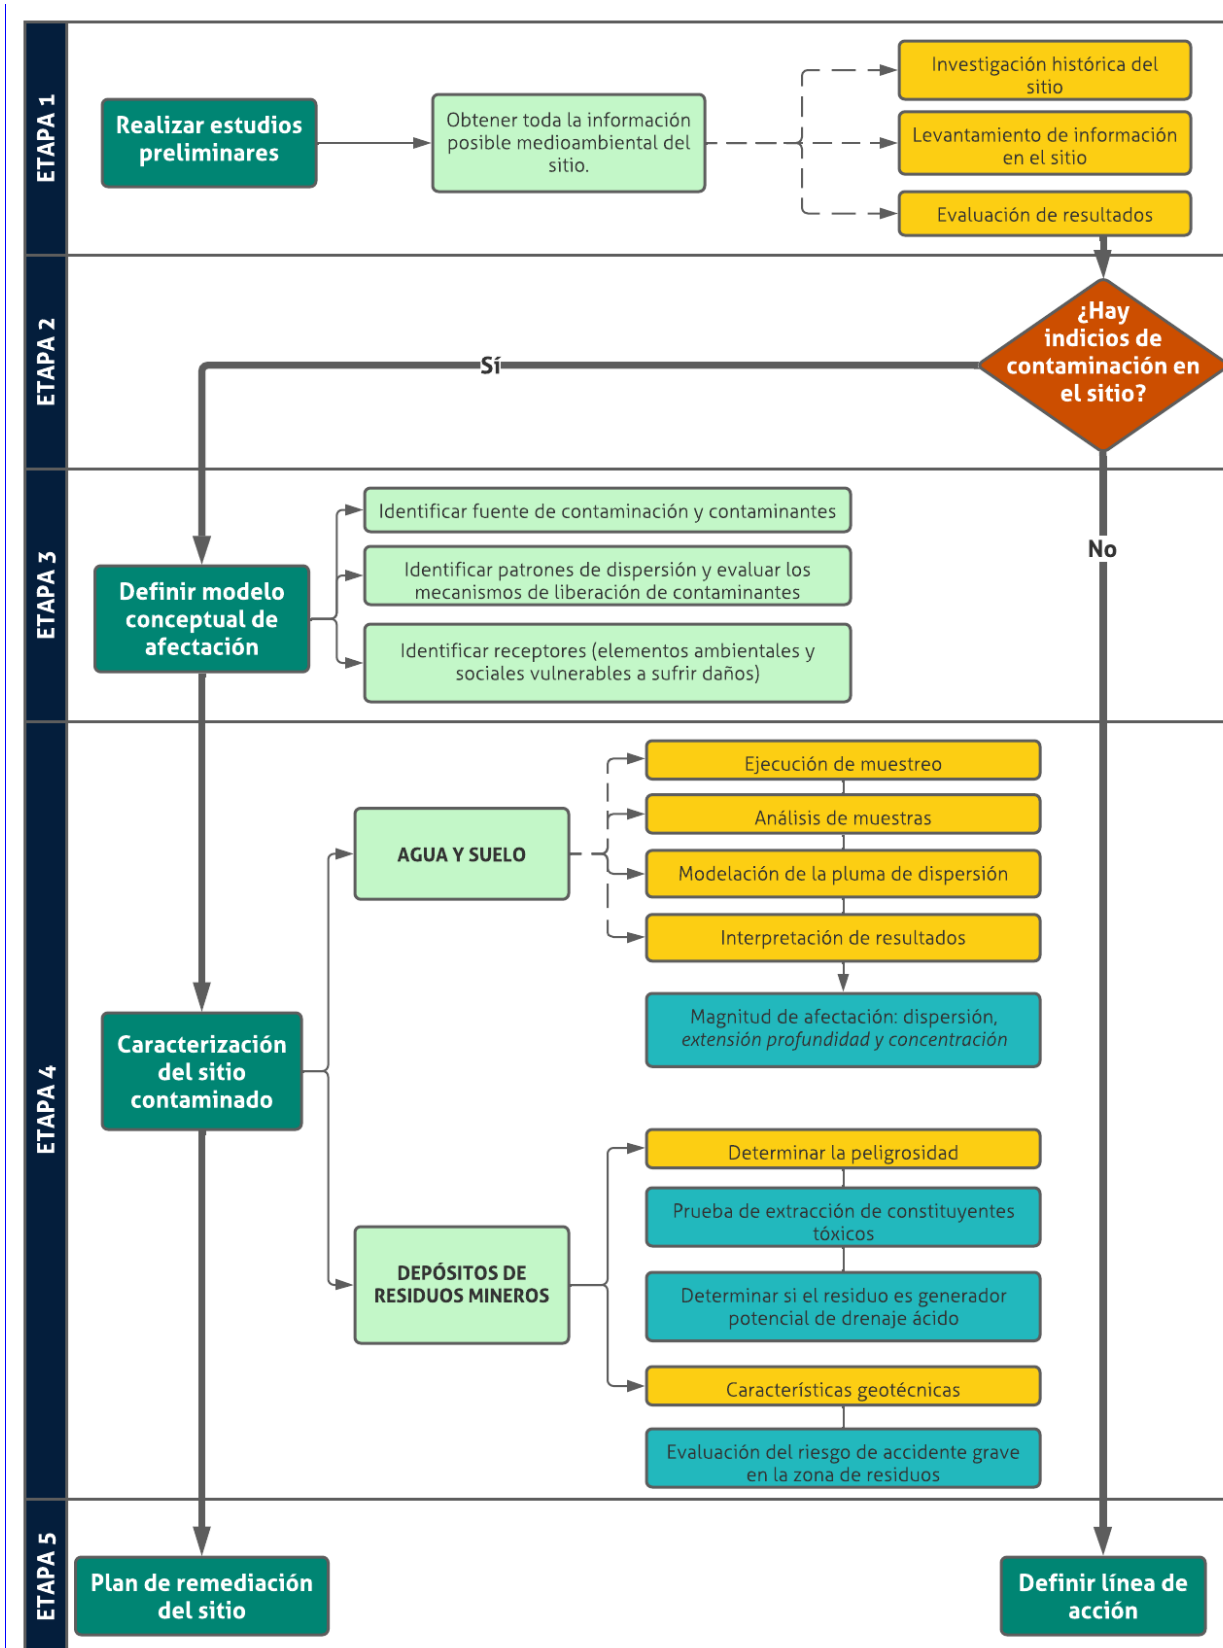 ETAPA 1
Realizar estudios
preliminares
Obtener toda la información
posible medioambiental del
sitio.
Investigación histórica del
sitio
Levantamiento de información
en el sitio
Evaluación de resultados
ETAPA 2
¿Hay
indicios de
contaminación en
el sitio?
Sí
No
ETAPA 3
Definir modelo
conceptual de
afectación
Identificar fuente de contaminación y contaminantes
Identificar patrones de dispersión y evaluar los
mecanismos de liberación de contaminantes
Identificar receptores (elementos ambientales y
sociales vulnerables a sufrir daños)
ETAPA 4
Caracterización
del sitio
contaminado
AGUA Y SUELO
Ejecución de muestreo
Análisis de muestras
Modelación de la pluma de dispersión
Interpretación de resultados
Magnitud de afectación: dispersión,
extensión profundidad y concentración
DEPÓSITOS DE
RESIDUOS MINEROS
Determinar la peligrosidad
Prueba de extracción de constituyentes
tóxicos
Determinar si el residuo es generador
potencial de drenaje ácido
Características geotécnicas
Evaluación del riesgo de accidente grave
en la zona de residuos
ETAPA 5
Plan de remediación
del sitio
Definir línea de
acción